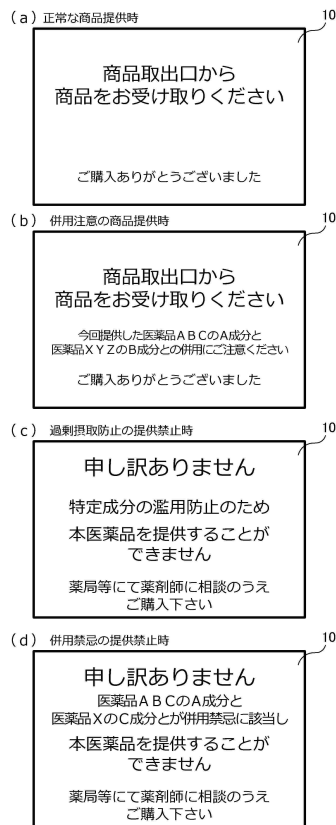 (a) 正常な商品提供時
10
商品取出口から
商品をお受け取りください
ご購入ありがとうございました
(b) 併用注意の商品提供時
10
商品取出口から
商品をお受け取りください
今回提供した医薬品ABCのA成分と
医薬品XYZのB成分との併用にご注意ください
ご購入ありがとうございました
(c) 過剰摂取防止の提供禁止時
10
申し訳ありません
特定成分の濫用防止のため
本医薬品を提供することが
できません
薬局等にて薬剤師に相談のうえ
ご購入下さい
(d) 併用禁忌の提供禁止時
10
申し訳ありません
医薬品ABCのA成分と
医薬品XのC成分とが併用禁忌に該当し
本医薬品を提供することが
できません
薬局等にて薬剤師に相談のうえ
ご購入下さい